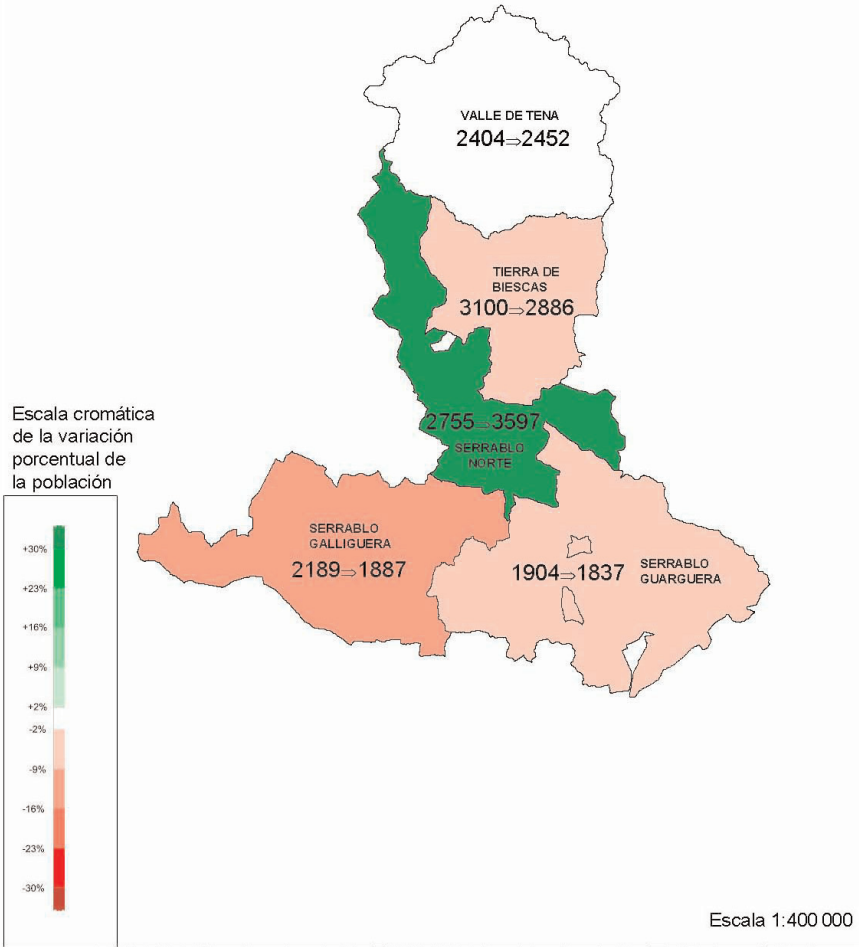 VALLE DE TENA
2404⇒2452
TIERRA DE
BIESCAS
3100⇒2886
2755⇒3597
SERRABLO
NORTE
Escala cromática
de la variación
porcentual de
la población
+30%
+23%
+16%
+9%
+2%
-2%
-9%
-16%
-23%
-30%
SERRABLO
GALLIGUERA
2189⇒1887
1904⇒1837
SERRABLO
GUARGUERA
Escala 1:400 000